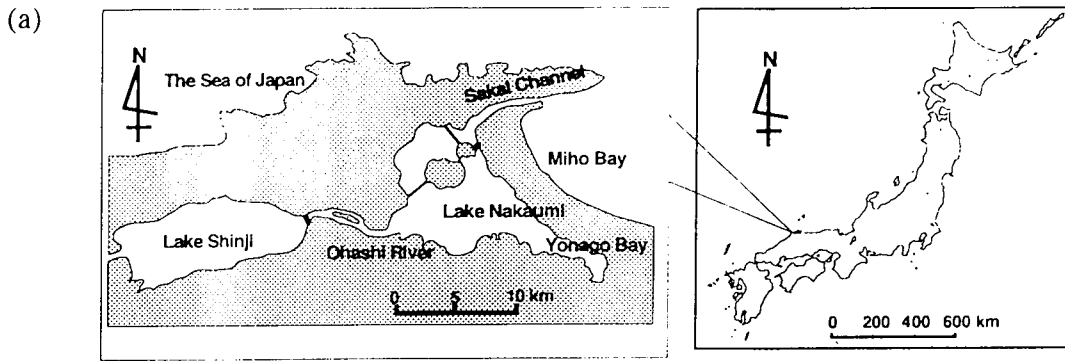 (a)
N
The Sea of Japan
Sakai Channel
Miho Bay
Lake Nakaumi
Lake Shinji
Ohashi River
Yonago Bay
0 5 10 km
N
0 200 400 600 km